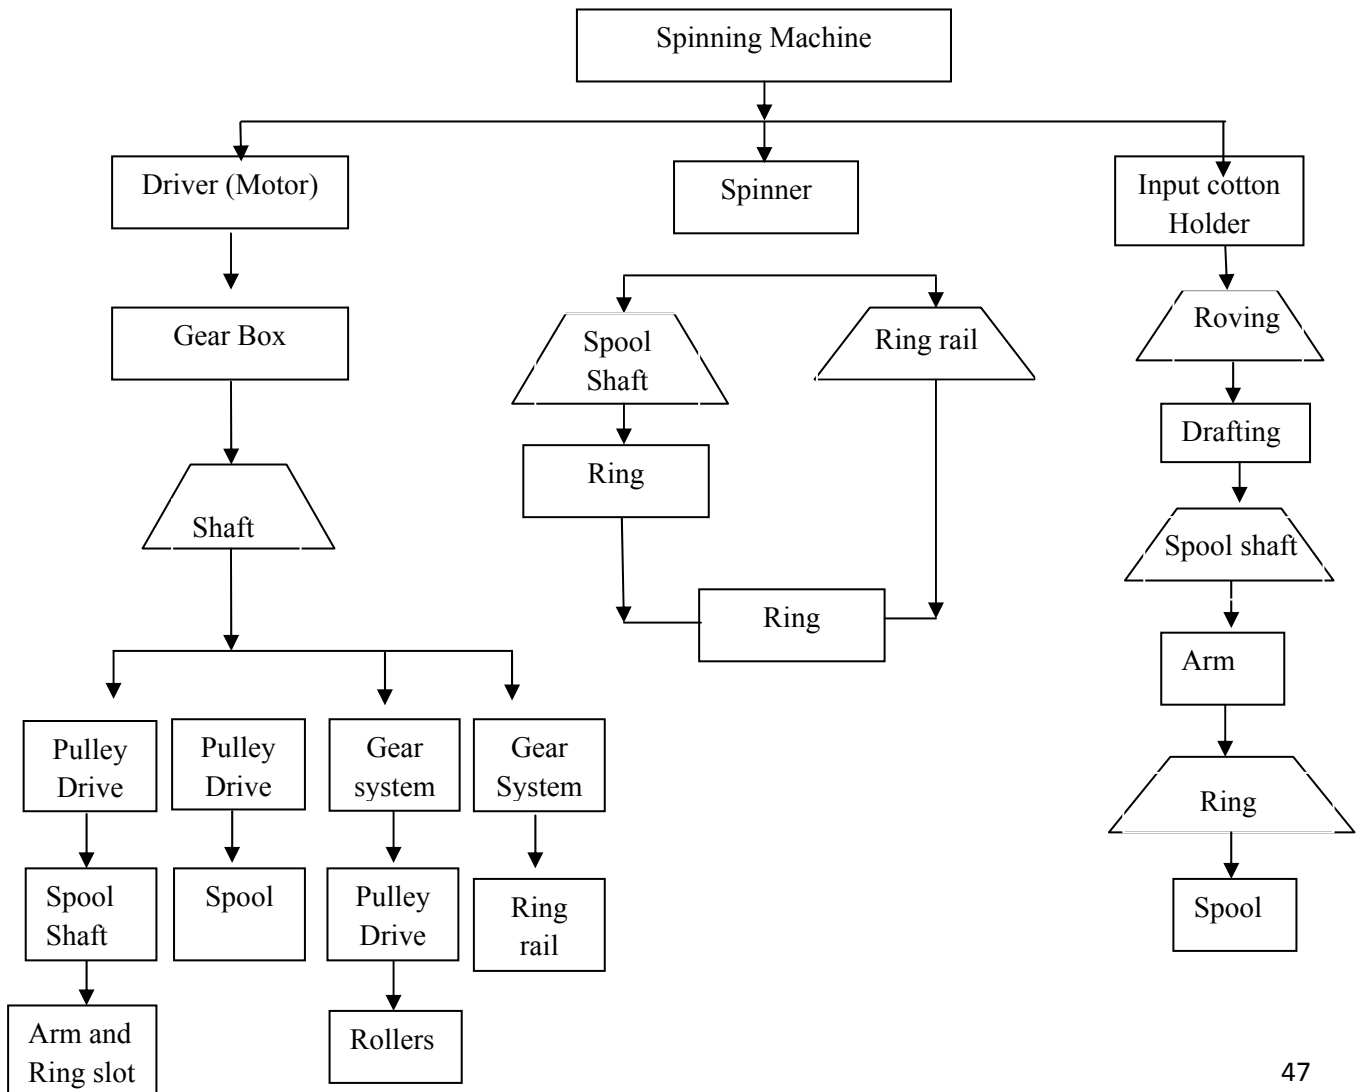 Spinning Machine
Driver (Motor)
Spinner
Input cotton
Holder
Gear Box
Spool
Shaft
Ring rail
Roving
Drafting
Ring
Shaft
Spool shaft
Ring
Arm
Pulley
Drive
Pulley
Drive
Gear
system
Gear
System
Ring
Spool
Shaft
Spool
Pulley
Drive
Ring
rail
Spool
Arm and
Ring slot
Rollers
47